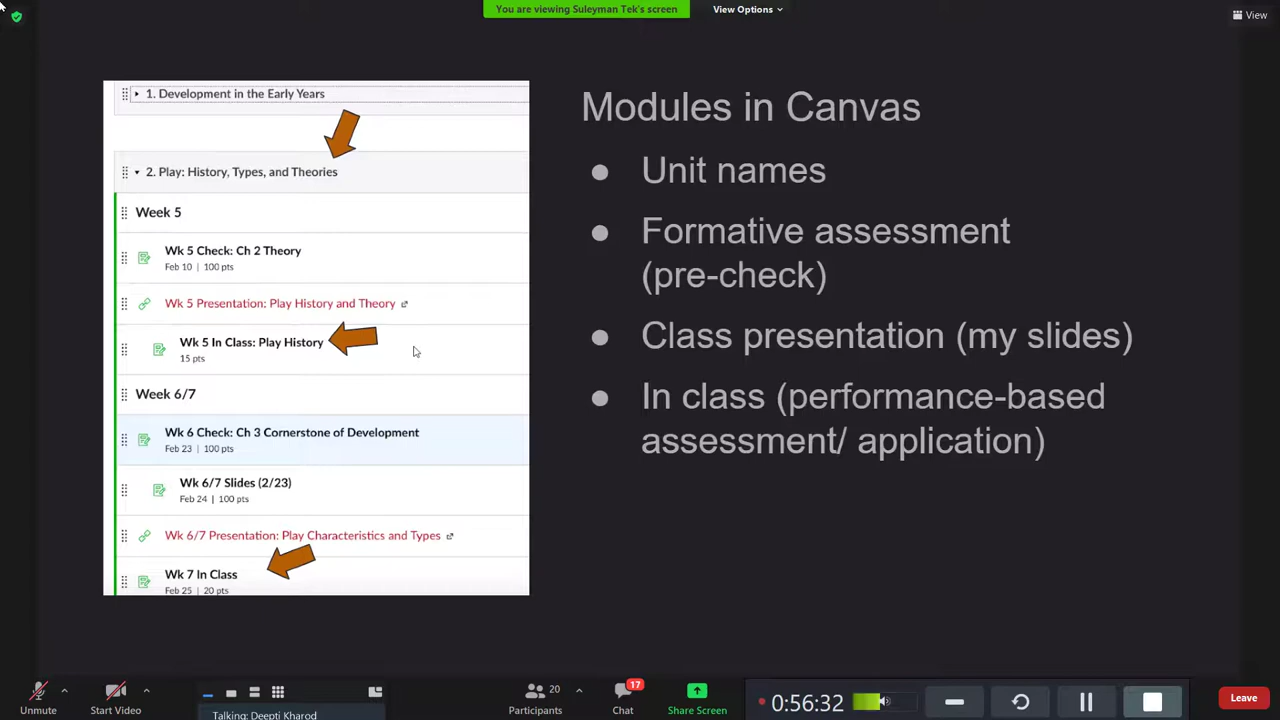 You are viewing Suleyman Tek's screen
View Options
View
1. Development in the Early Years
2. Play: History, Types, and Theories
Week 5
Wk 5 Check: Ch 2 Theory
Feb 10 | 100 pts
Wk 5 Presentation: Play History and Theory
Wk 5 In Class: Play History
15 pts
Week 6/7
Wk 6 Check: Ch 3 Cornerstone of Development
Feb 23 | 100 pts
Wk 6/7 Slides (2/23)
Feb 24 | 100 pts
Wk 6/7 Presentation: Play Characteristics and Types
Wk 7 In Class
Feb 25 | 20 pts
Modules in Canvas
● Unit names
● Formative assessment
(pre-check)
● Class presentation (my slides)
● In class (performance-based
assessment/ application)
Unmute
Start Video
Talking: Deepti Kharod
20
Participants
17
Chat
Share Screen
0:56:32
Leave